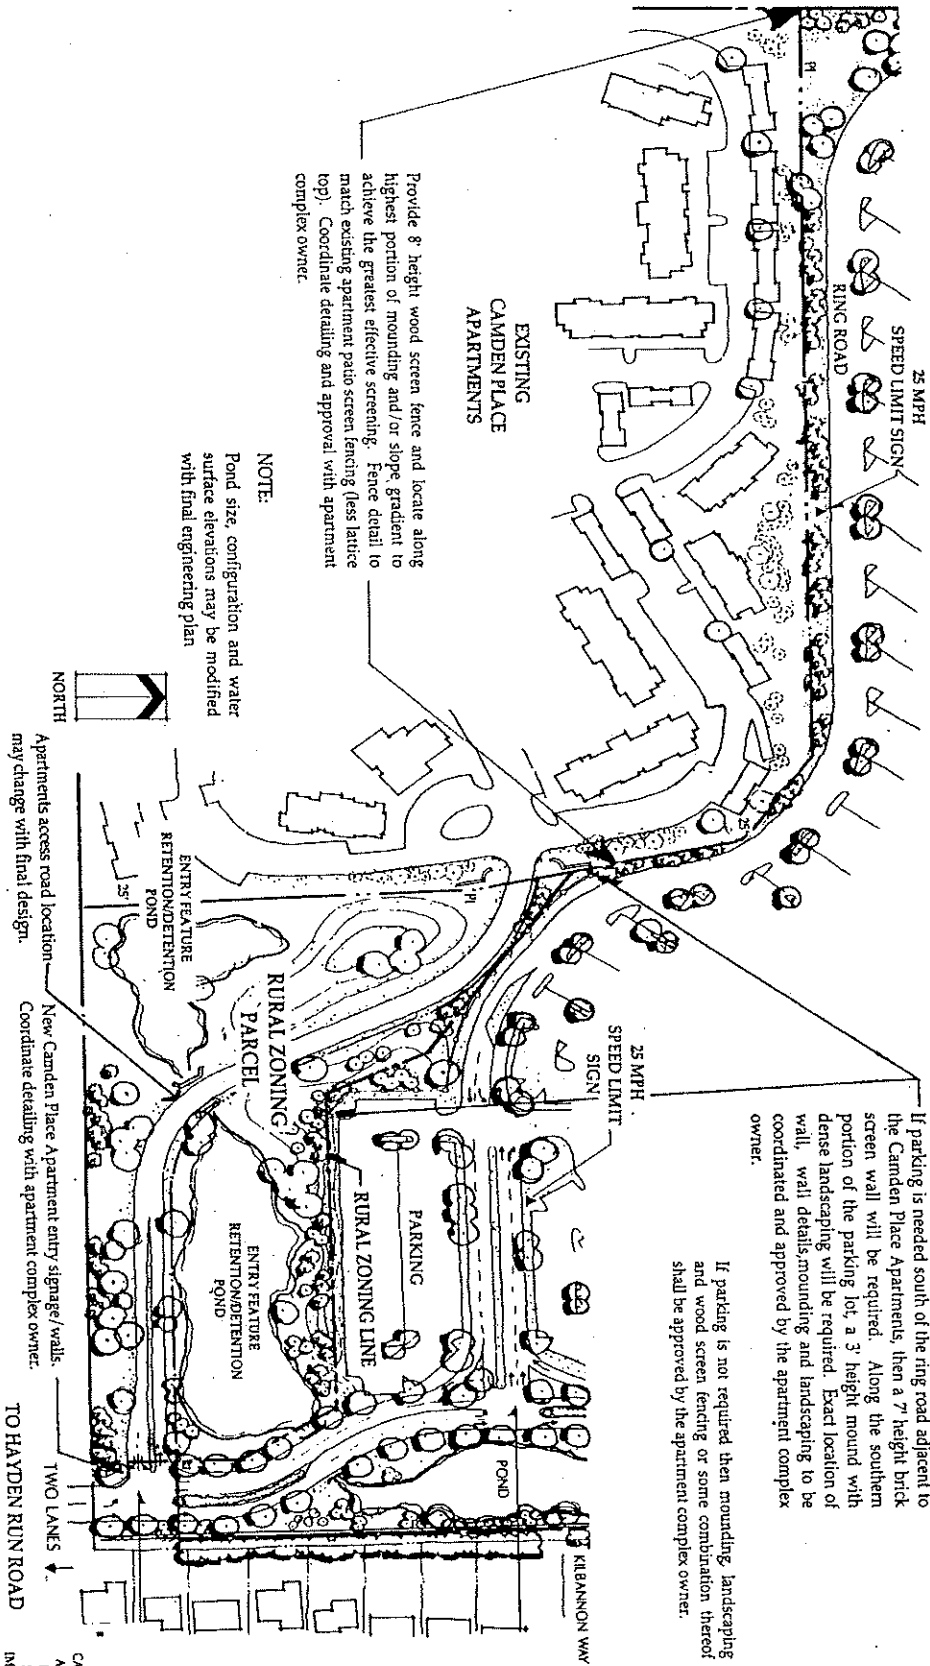 25 MPH
SPEED LIMIT SIGN
RING ROAD
Pl
EXISTING
CAMDEN PLACE
APARTMENTS
Provide 8' height wood screen fence and locate along
highest portion of mounding and/or slope gradient to
achieve the greatest effective screening. Fence detail to
match existing apartment patio screen fencing (less lattice
top). Coordinate detailing and approval with apartment
complex owner.
NOTE:
Pond size, configuration and water
surface elevations may be modified
with final engineering plan
NORTH
If parking is needed south of the ring road adjacent to
the Camden Place Apartments, then a 7' height brick
screen wall will be required. Along the southern
portion of the parking lot, a 3' height mound with
dense landscaping will be required. Exact location of
wall, wall details,mounding and landscaping to be
coordinated and approved by the apartment complex
owner.
If parking is not required then mounding, landscaping
and wood screen fencing or some combination thereof
shall be approved by the apartment complex owner.
25 MPH
SPEED LIMIT
SIGN
25'
Pl
25'
ENTRY FEATURE
RETENTION/DETENTION
POND
RURAL ZONING
PARCEL
PARKING
RURAL ZONING LINE
ENTRY FEATURE
RETENTION/DETENTION
POND
POND
KILBANNON WAY
Apartments access road location
may change with final design.
New Camden Place Apartment entry signage/walls.
Coordinate detailing with apartment complex owner.
TWO LANES
TO HAYDEN RUN ROAD